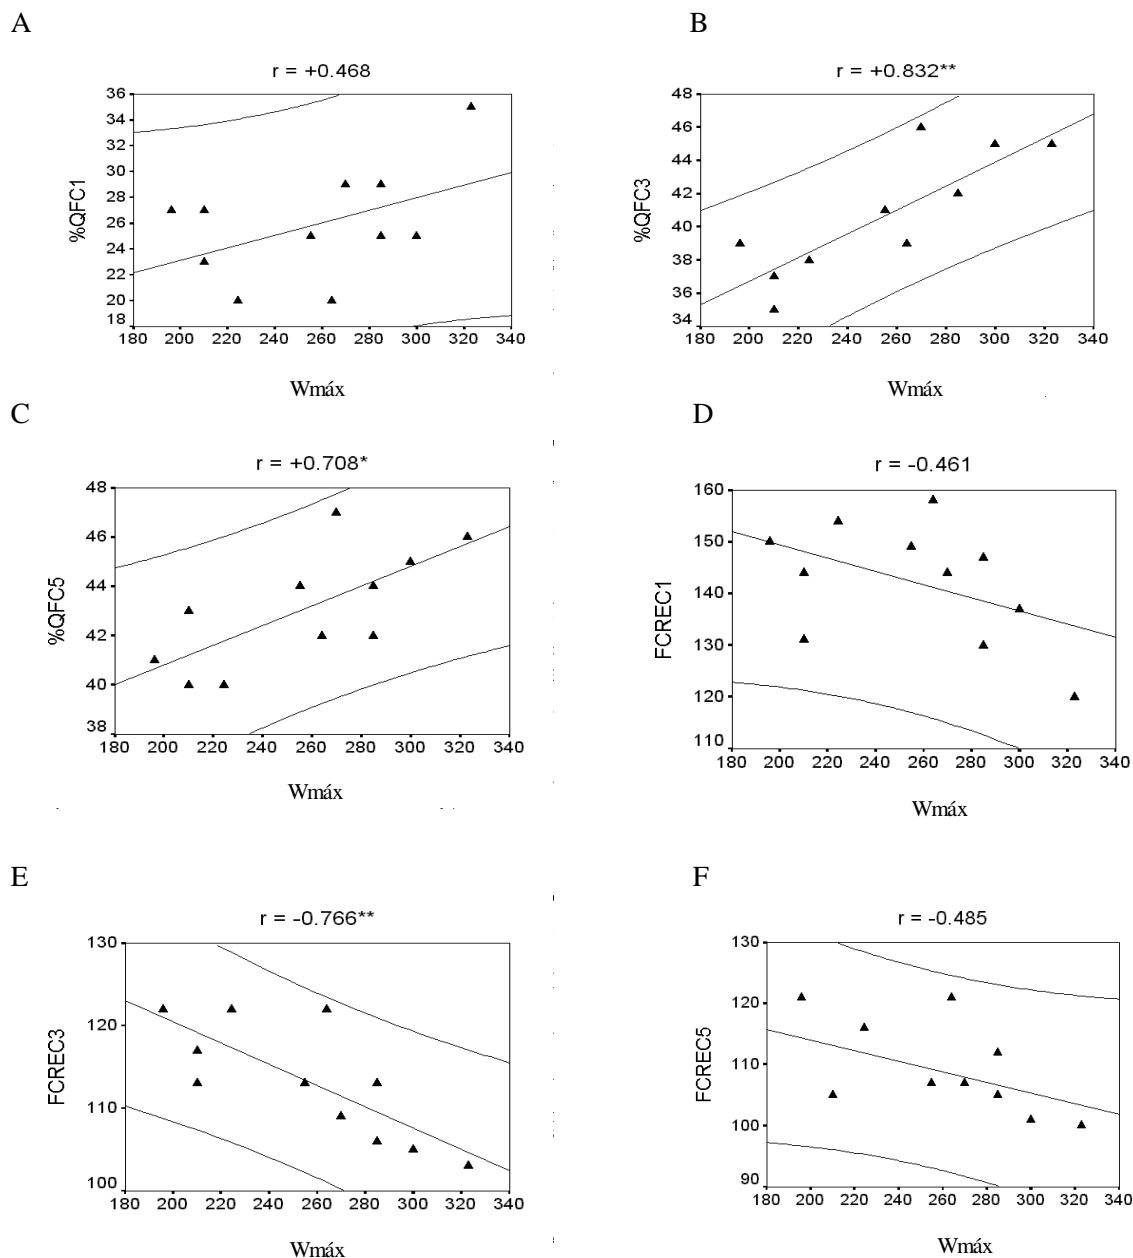 A
r = +0.468
%QFC1
36
34
32
30
28
26
24
22
20
18
180 200 220 240 260 280 300 320 340
Wmáx
B
r = +0.832**
%QFC3
48
46
44
42
40
38
36
34
180 200 220 240 260 280 300 320 340
Wmáx
C
r = +0.708*
%QFC5
48
46
44
42
40
38
180 200 220 240 260 280 300 320 340
Wmáx
D
r = -0.461
FCREC1
160
150
140
130
120
110
180 200 220 240 260 280 300 320 340
Wmáx
E
r = -0.766**
FCREC3
130
120
110
100
180 200 220 240 260 280 300 320 340
Wmáx
F
r = -0.485
FCREC5
130
120
110
100
90
180 200 220 240 260 280 300 320 340
Wmáx